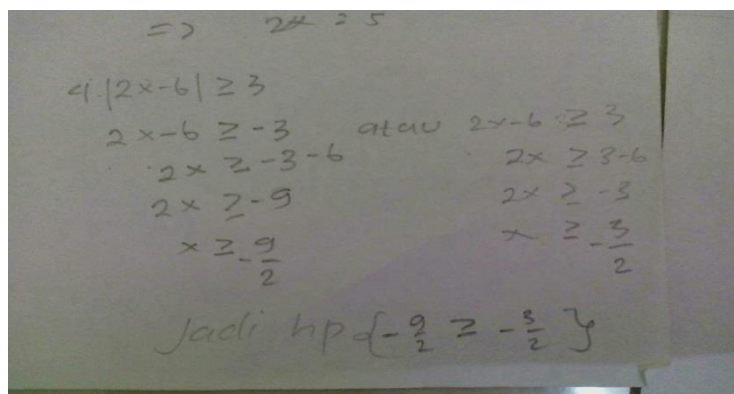 => 2x = 5
4. |2x-6| ≥ 3
2x-6 ≥ -3 atau 2x-6 ≥ 3
2x ≥ -3-6 2x ≥ 3-6
2x ≥ -9 2x ≥ -3
x ≥ -9/2 x ≥ -3/2
Jadi hp {-9/2 ≥ -3/2}